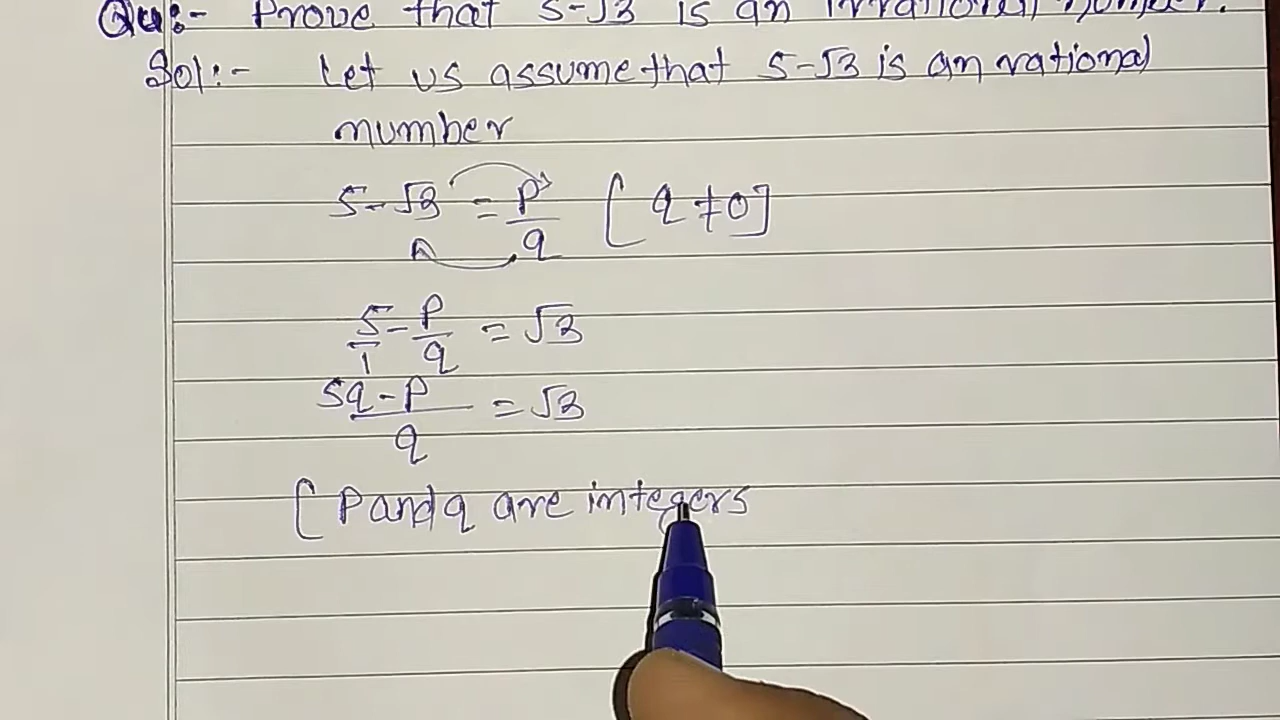 Qu:- Prove that 5-√3 is an irrational number.
Sol:- Let us assume that 5-√3 is an rational
number
5-√3 = p/q [q ≠ 0]
5/1 - p/q = √3
5q - p / q = √3
[P and q are integers